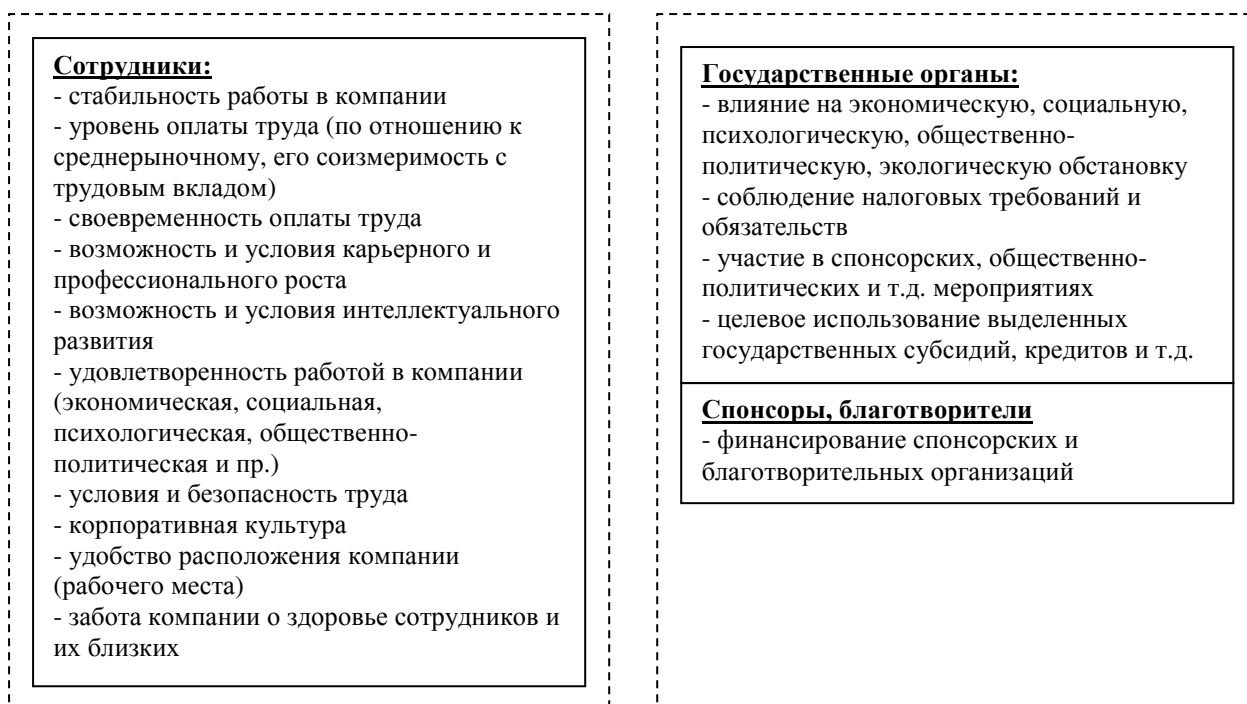 Сотрудники:
- стабильность работы в компании
- уровень оплаты труда (по отношению к
среднерыночному, его соизмеримость с
трудовым вкладом)
- своевременность оплаты труда
- возможность и условия карьерного и
профессионального роста
- возможность и условия интеллектуального
развития
- удовлетворенность работой в компании
(экономическая, социальная,
психологическая, общественно-
политическая и пр.)
- условия и безопасность труда
- корпоративная культура
- удобство расположения компании
(рабочего места)
- забота компании о здоровье сотрудников и
их близких
Государственные органы:
- влияние на экономическую, социальную,
психологическую, общественно-
политическую, экологическую обстановку
- соблюдение налоговых требований и
обязательств
- участие в спонсорских, общественно-
политических и т.д. мероприятиях
- целевое использование выделенных
государственных субсидий, кредитов и т.д.
Спонсоры, благотворители
- финансирование спонсорских и
благотворительных организаций